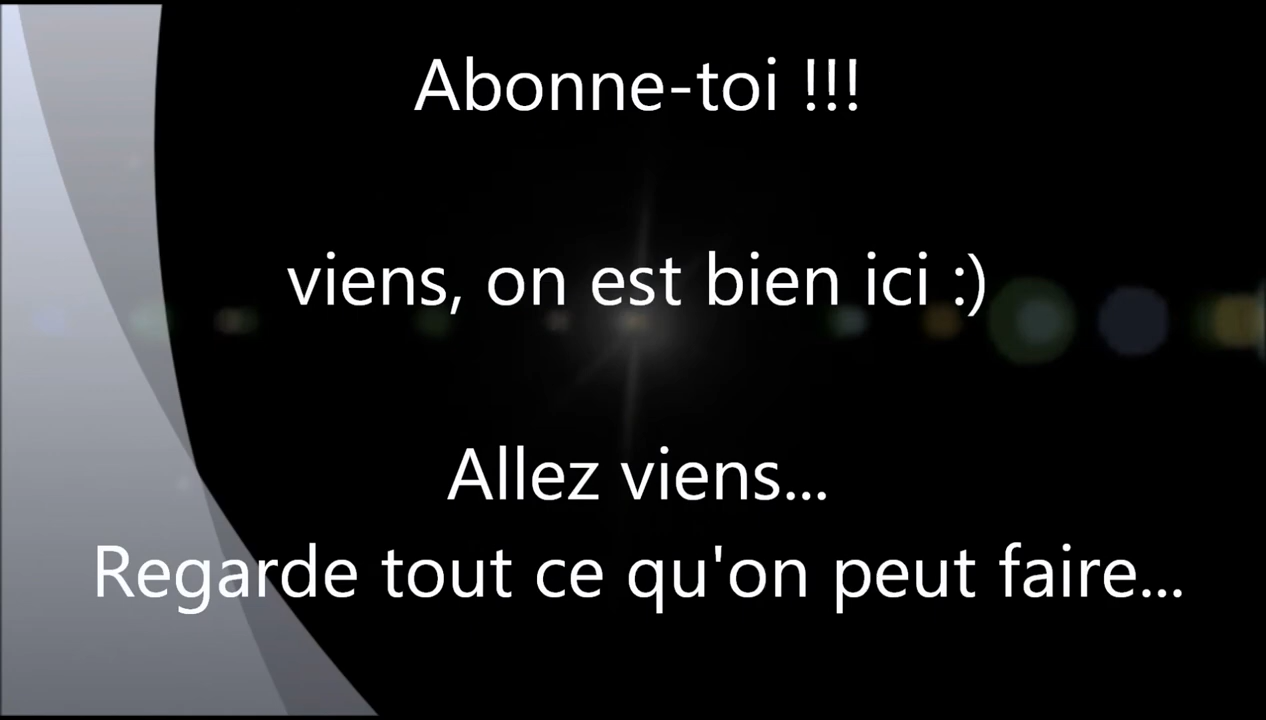 Abonne-toi !!!
viens, on est bien ici :)
Allez viens...
Regarde tout ce qu'on peut faire...